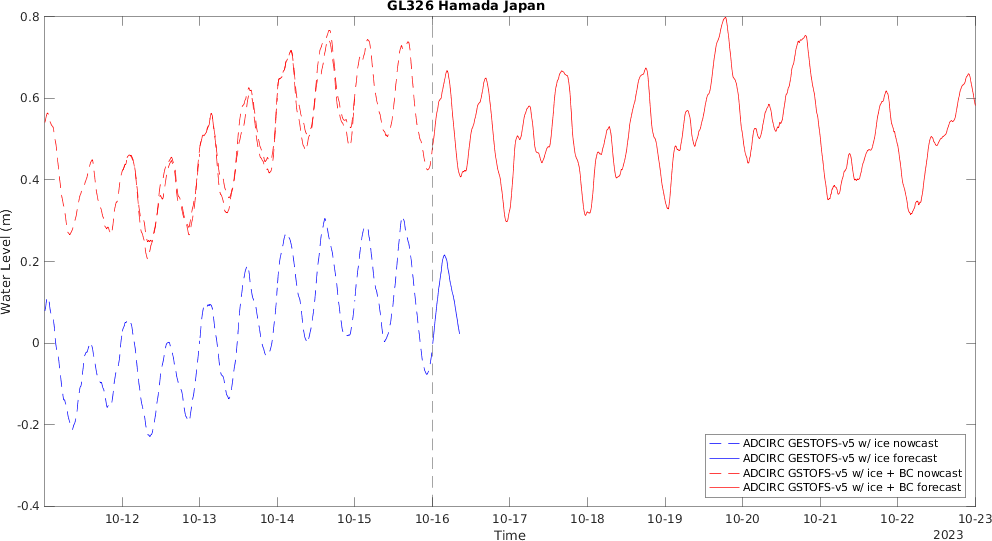 GL326 Hamada Japan
0.8
0.6
0.4
0.2
0
-0.2
-0.4
Water Level (m)
10-12
10-13
10-14
10-15
10-16
10-17
10-18
10-19
10-20
10-21
10-22
10-23
Time
2023
ADCIRC GESTOFS-v5 w/ ice nowcast
ADCIRC GESTOFS-v5 w/ ice forecast
ADCIRC GSTOFS-v5 w/ ice + BC nowcast
ADCIRC GSTOFS-v5 w/ ice + BC forecast